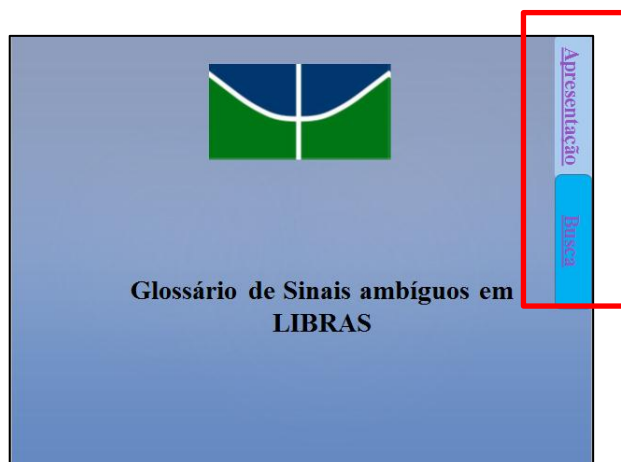 Apresentação
Busca
Glossário de Sinais ambíguos em
LIBRAS